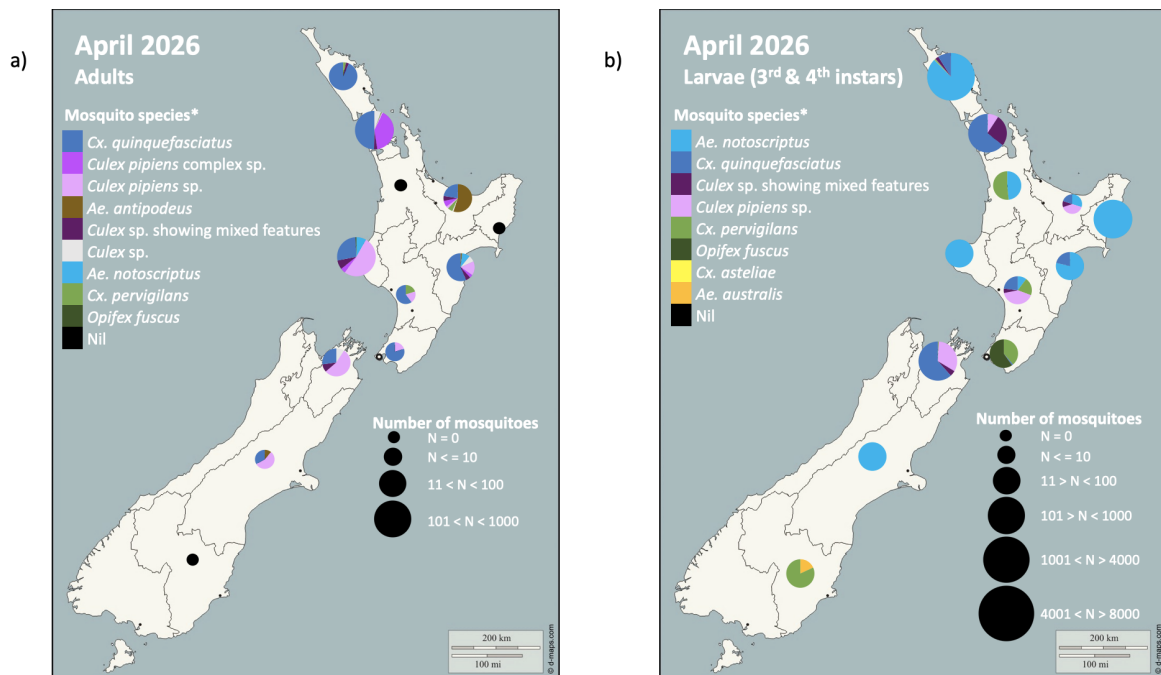 a)
April 2026
Adults
Mosquito species*
Cx. quinquefasciatus
Culex pipiens complex sp.
Culex pipiens sp.
Ae. antipodeus
Culex sp. showing mixed features
Culex sp.
Ae. notoscriptus
Cx. pervigilans
Opifex fuscus
Nil
Number of mosquitoes
N = 0
N < = 10
11 < N < 100
101 < N < 1000
200 km
100 mi
© d-maps.com
b)
April 2026
Larvae (3rd & 4th instars)
Mosquito species*
Ae. notoscriptus
Cx. quinquefasciatus
Culex sp. showing mixed features
Culex pipiens sp.
Cx. pervigilans
Opifex fuscus
Cx. asteliae
Ae. australis
Nil
Number of mosquitoes
N = 0
N < = 10
11 > N < 100
101 > N < 1000
1001 < N > 4000
4001 < N > 8000
200 km
100 mi
© d-maps.com